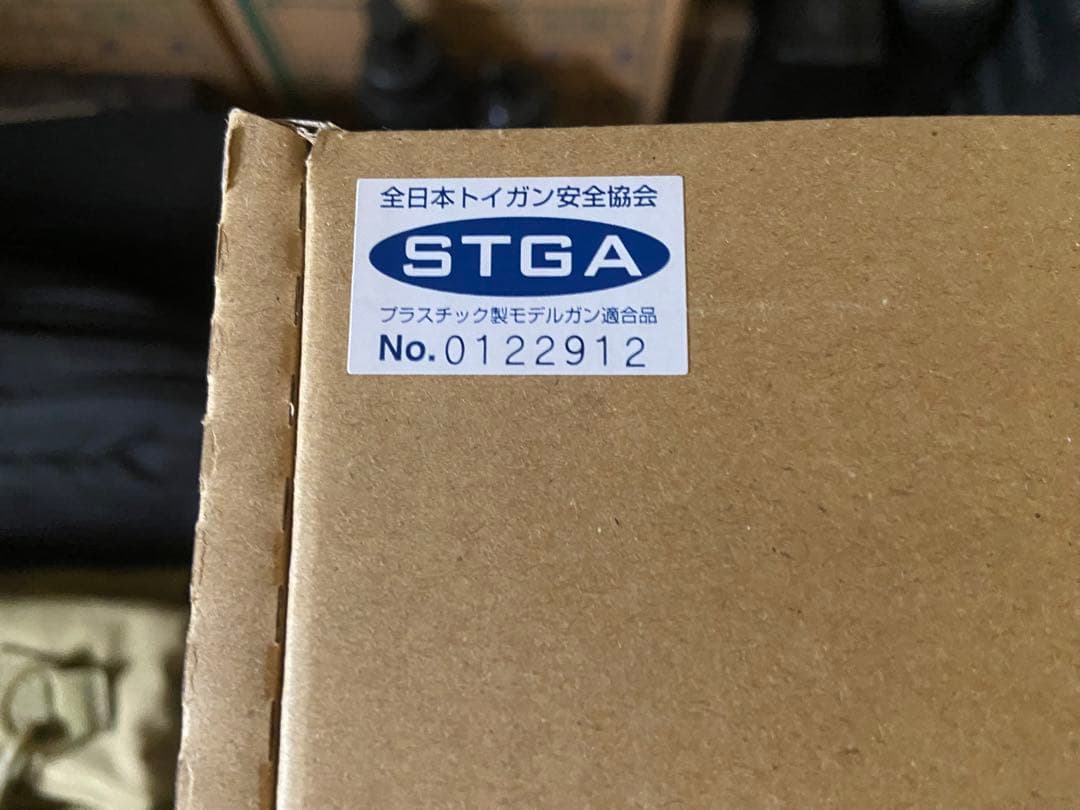 全日本トイガン安全協会
STGA
プラスチック製モデルガン適合品
No. 0122912